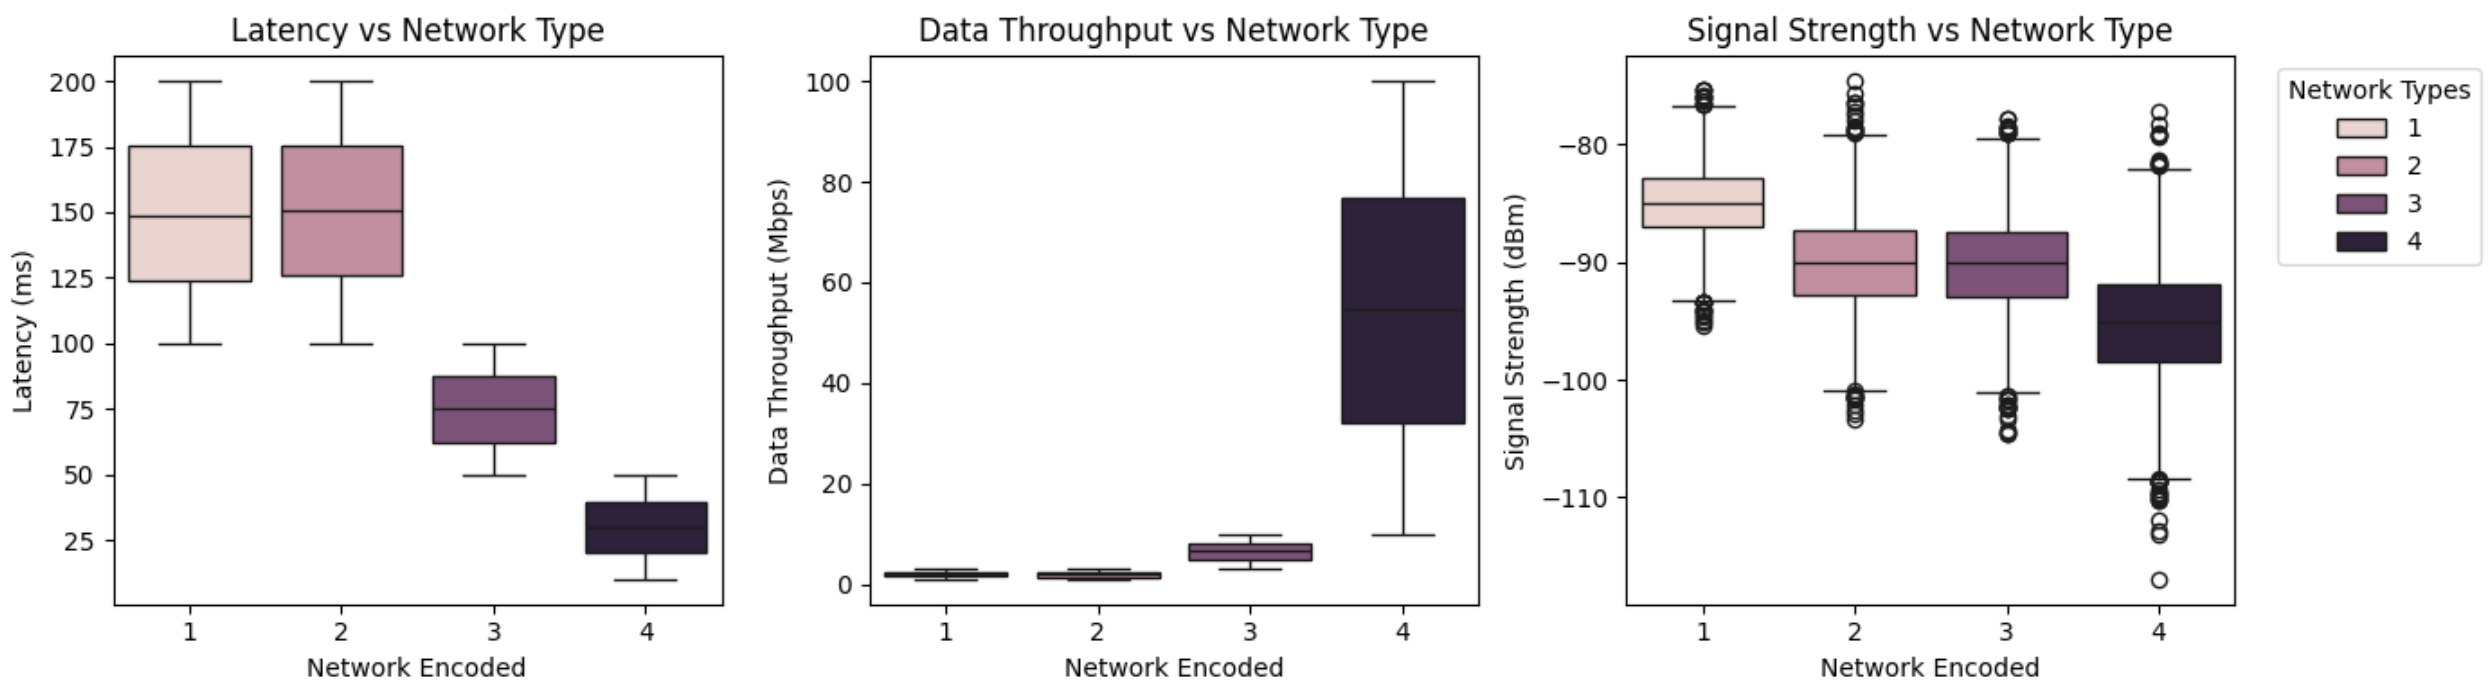 Latency vs Network Type
Latency (ms)
200
175
150
125
100
75
50
25
1 2 3 4
Network Encoded
Data Throughput vs Network Type
Data Throughput (Mbps)
100
80
60
40
20
0
1 2 3 4
Network Encoded
Signal Strength vs Network Type
Signal Strength (dBm)
−80
−90
−100
−110
1 2 3 4
Network Encoded
Network Types
1
2
3
4